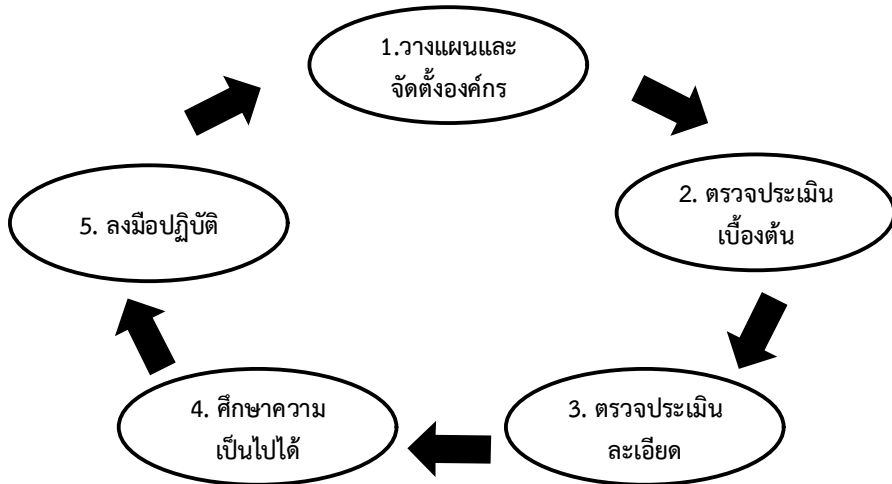 1.วางแผนและ
จัดตั้งองค์กร
2. ตรวจประเมิน
เบื้องต้น
3. ตรวจประเมิน
ละเอียด
4. ศึกษาความ
เป็นไปได้
5. ลงมือปฏิบัติ